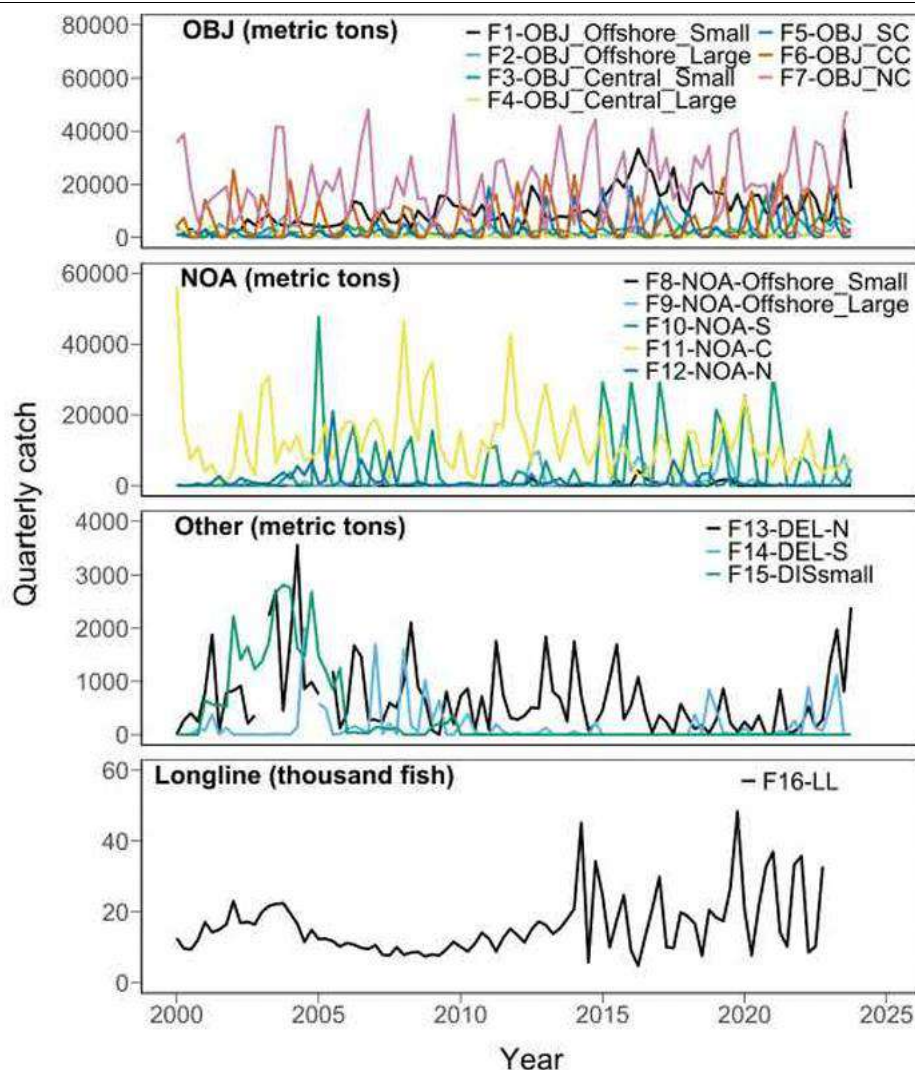 OBJ (metric tons)
F1-OBJ_Offshore_Small
F2-OBJ_Offshore_Large
F3-OBJ_Central_Small
F4-OBJ_Central_Large
F5-OBJ_SC
F6-OBJ_CC
F7-OBJ_NC
80000
60000
40000
20000
0
NOA (metric tons)
F8-NOA-Offshore_Small
F9-NOA-Offshore_Large
F10-NOA-S
F11-NOA-C
F12-NOA-N
60000
40000
20000
0
Quarterly catch
Other (metric tons)
F13-DEL-N
F14-DEL-S
F15-DISsmall
4000
3000
2000
1000
0
Longline (thousand fish)
F16-LL
60
40
20
0
2000 2005 2010 2015 2020 2025
Year